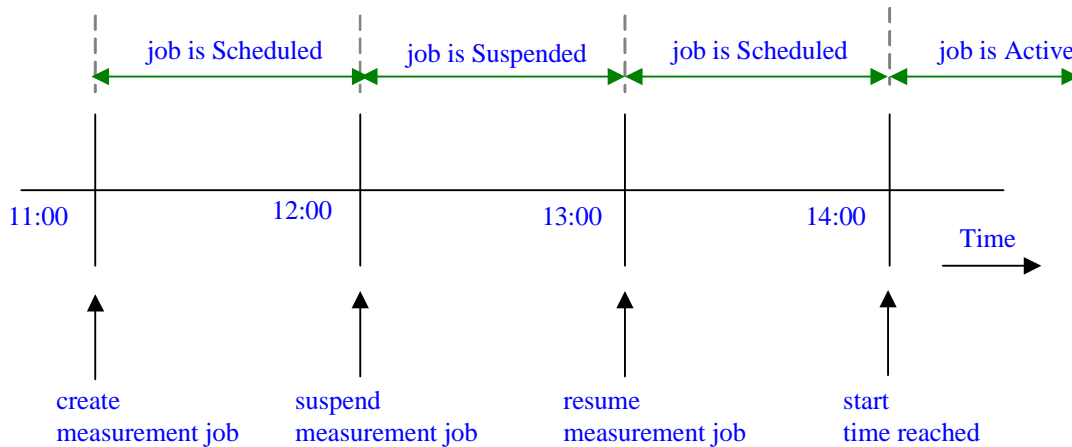 job is Scheduled
job is Suspended
job is Scheduled
job is Active
11:00
12:00
13:00
14:00
Time
create
measurement job
suspend
measurement job
resume
measurement job
start
time reached